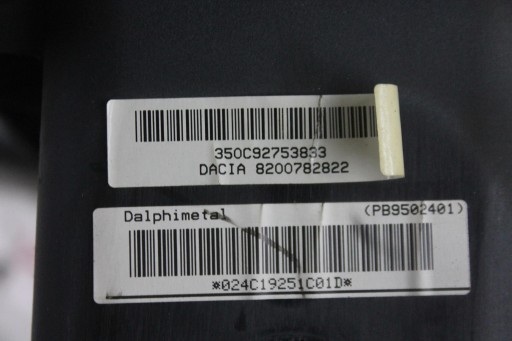 350C92753833
DACIA 8200782822
Dalphimetal (PB9502401)
*024C19251C01D*